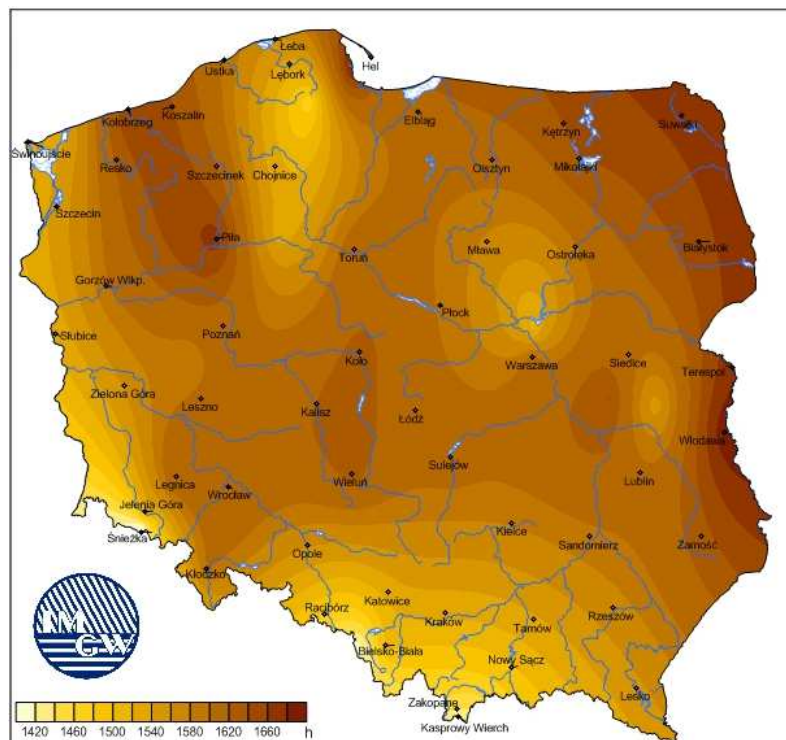 Łeba
Hel
Ustka
Lębork
Koszalin
Kołobrzeg
Elbląg
Kętrzyn
Suwałki
Świnoujście
Resko
Szczecinek
Chojnice
Olsztyn
Mikołajki
Szczecin
Piła
Toruń
Mława
Ostrołęka
Białystok
Gorzów Wlkp.
Płock
Słubice
Poznań
Koło
Warszawa
Siedlce
Terespol
Zielona Góra
Leszno
Kalisz
Łódź
Włodawa
Legnica
Wrocław
Wieluń
Sulejów
Lublin
Jelenia Góra
Śnieżka
Opole
Kielce
Sandomierz
Zamość
Kłodzko
Katowice
Racibórz
Kraków
Tarnów
Rzeszów
Bielsko-Biała
Nowy Sącz
Lesko
Zakopane
Kasprowy Wierch
IM
G-W
1420 1460 1500 1540 1580 1620 1660 h